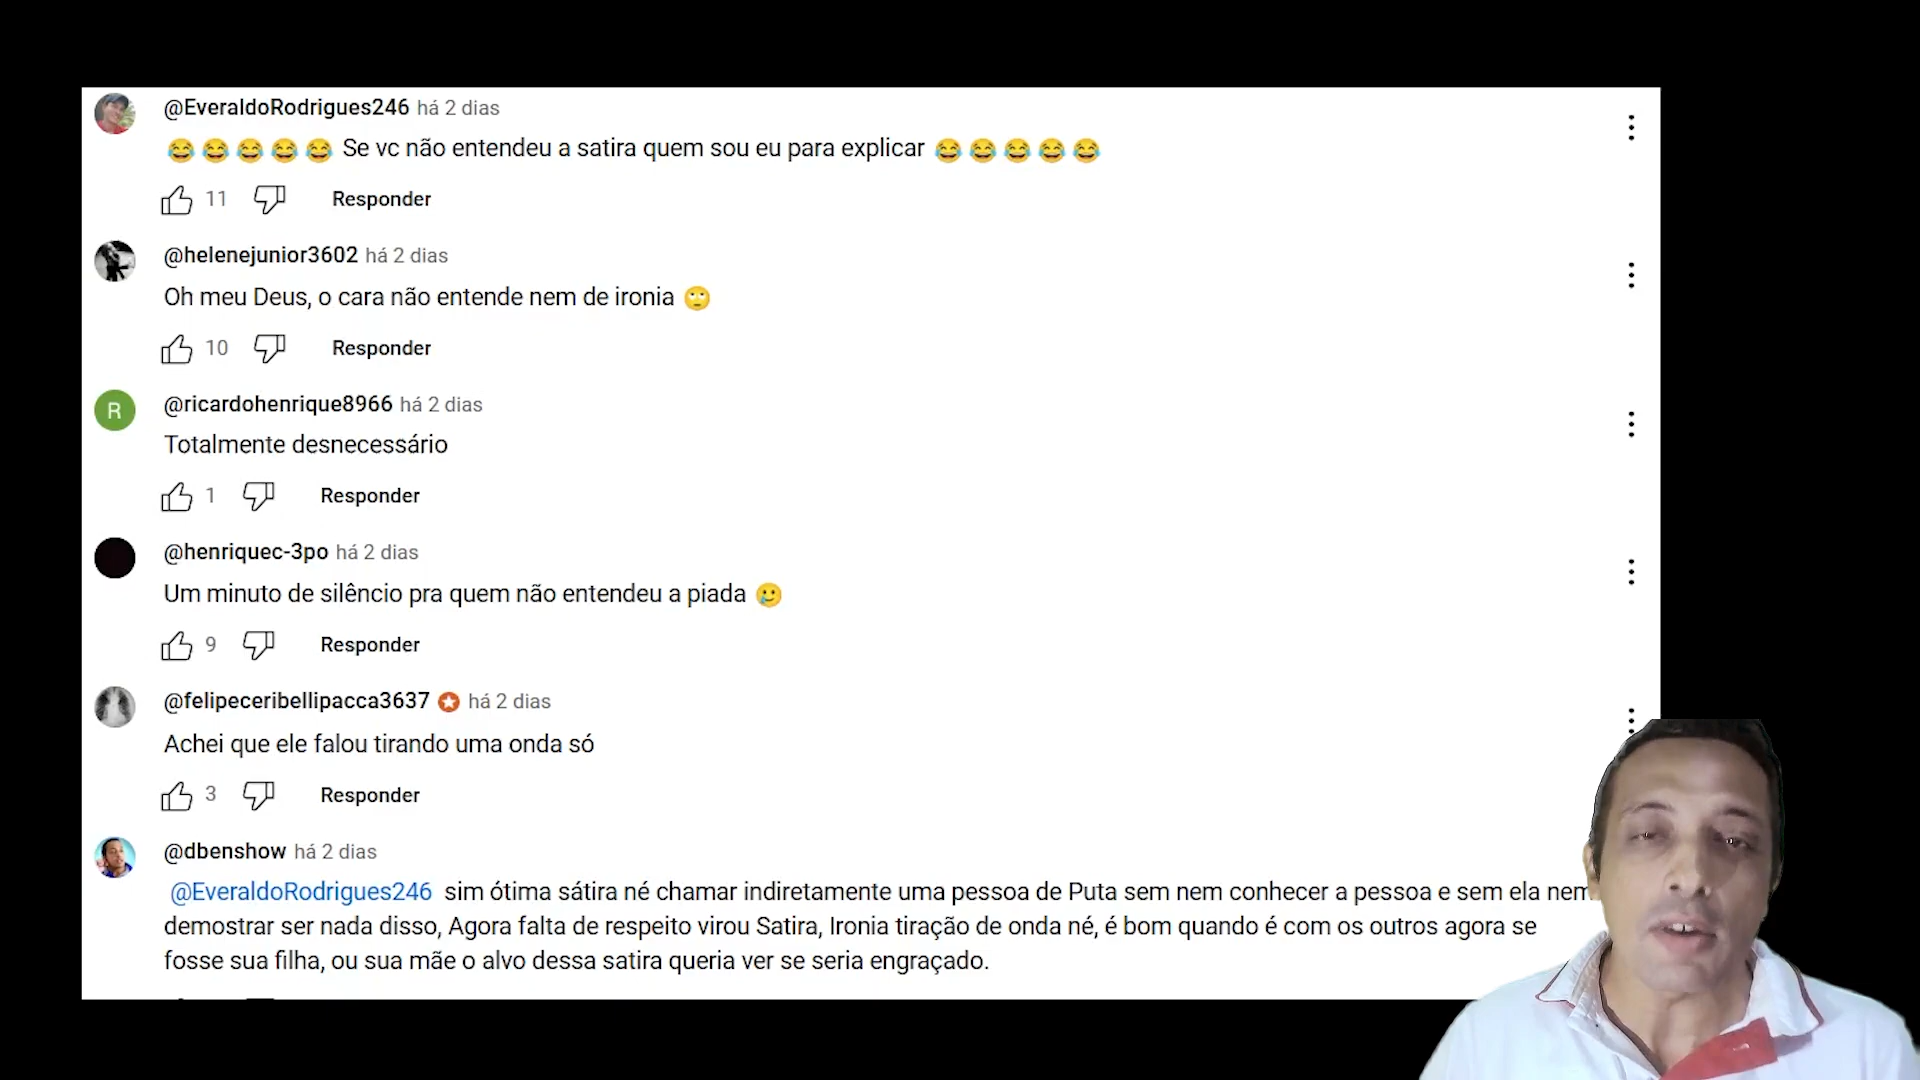 @EveraldoRodrigues246 há 2 dias
😂😂😂😂😂 Se vc não entendeu a satira quem sou eu para explicar 😂😂😂😂😂
11 Responder
@helenejunior3602 há 2 dias
Oh meu Deus, o cara não entende nem de ironia 🙄
10 Responder
R
@ricardohenrique8966 há 2 dias
Totalmente desnecessário
1 Responder
@henriquec-3po há 2 dias
Um minuto de silêncio pra quem não entendeu a piada 🥲
9 Responder
@felipeceribellipacca3637 há 2 dias
Achei que ele falou tirando uma onda só
3 Responder
@dbenshow há 2 dias
@EveraldoRodrigues246 sim ótima sátira né chamar indiretamente uma pessoa de Puta sem nem conhecer a pessoa e sem ela nem
demostrar ser nada disso, Agora falta de respeito virou Satira, Ironia tiração de onda né, é bom quando é com os outros agora se
fosse sua filha, ou sua mãe o alvo dessa satira queria ver se seria engraçado.